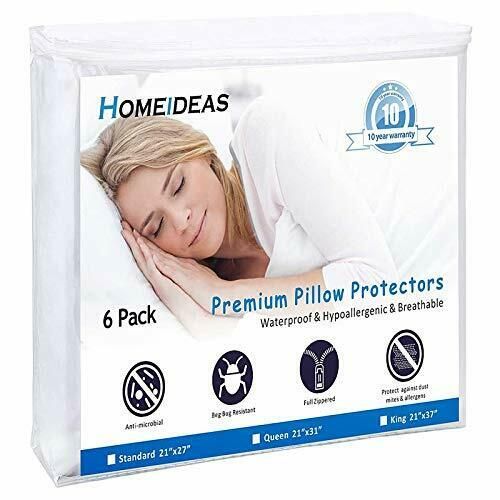 HOMEIDEAS
10
10 year warranty
6 Pack
Premium Pillow Protectors
Waterproof & Hypoallergenic & Breathable
Anti-microbial
Beg Bug Resistant
Full Zippered
Protect against dust
mites & allergens
Standard 21"x27"
Queen 21"x31"
King 21"x37"